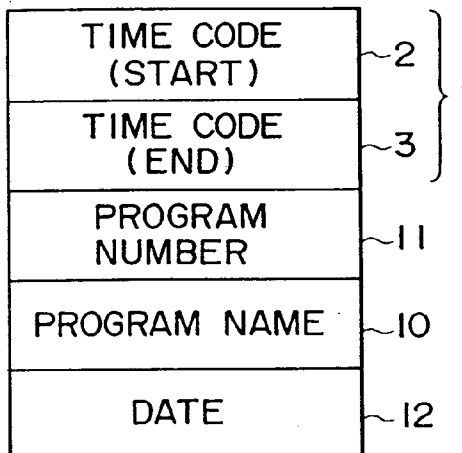 TIME CODE
(START)
2
TIME CODE
(END)
3
PROGRAM
NUMBER
11
PROGRAM NAME
10
DATE
12